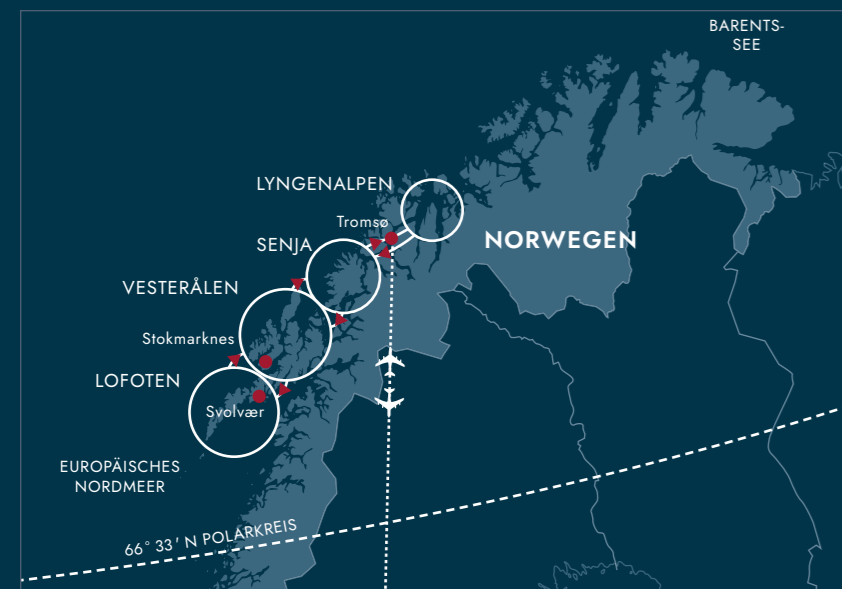 BARENTS-
SEE
LYNGENALPEN
Tromsø
SENJA
NORWEGEN
VESTERÅLEN
Stokmarknes
LOFOTEN
Svolvær
EUROPÄISCHES
NORDMEER
66° 33′ N POLARKREIS